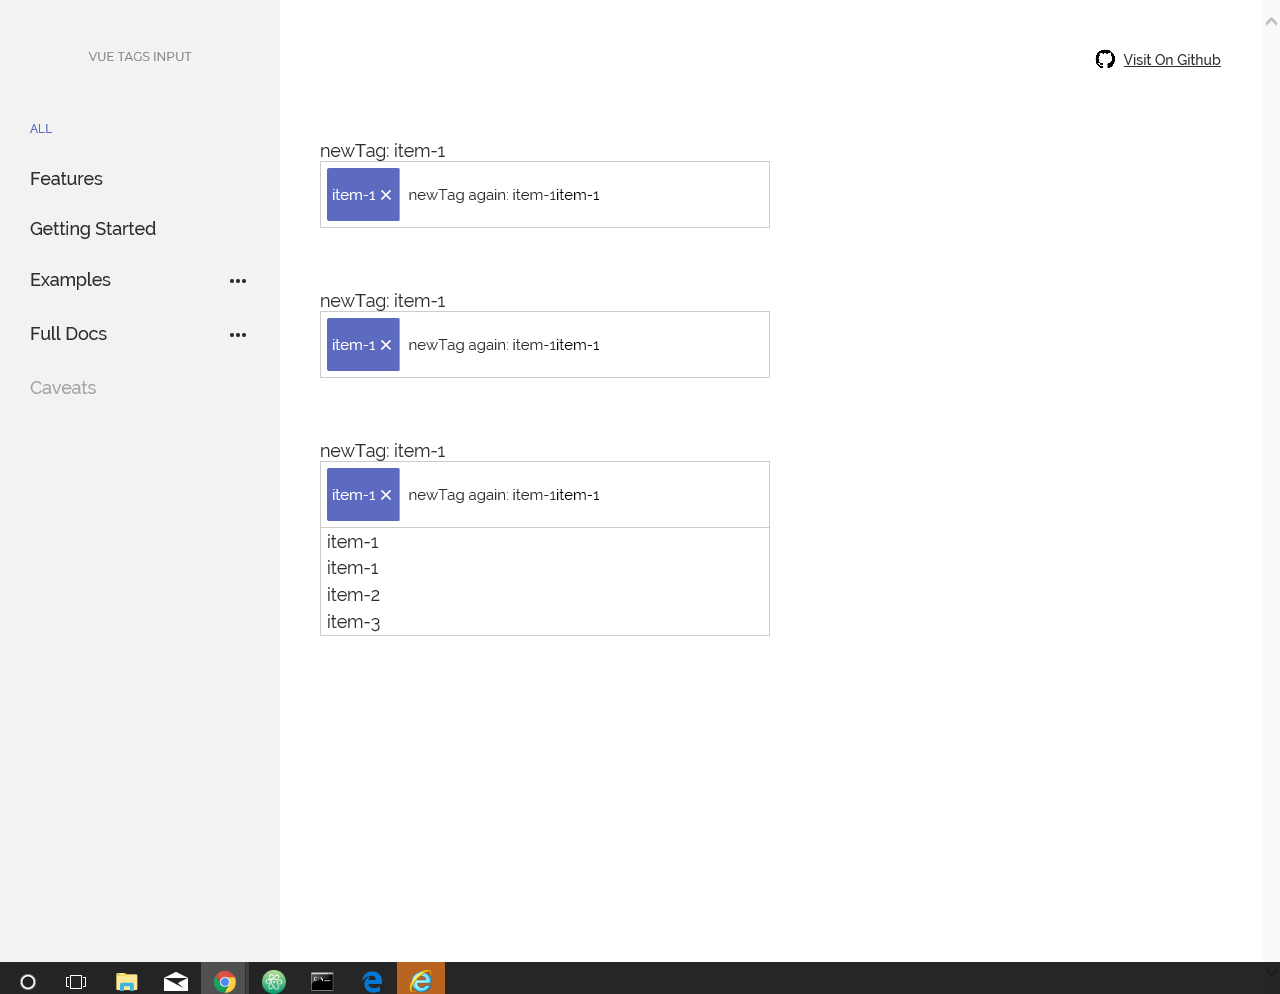 VUE TAGS INPUT
Visit On Github
ALL
Features
Getting Started
Examples
Full Docs
Caveats
newTag: item-1
item-1 newTag again: item-1item-1
newTag: item-1
item-1 newTag again: item-1item-1
newTag: item-1
item-1 newTag again: item-1item-1
item-1
item-1
item-2
item-3